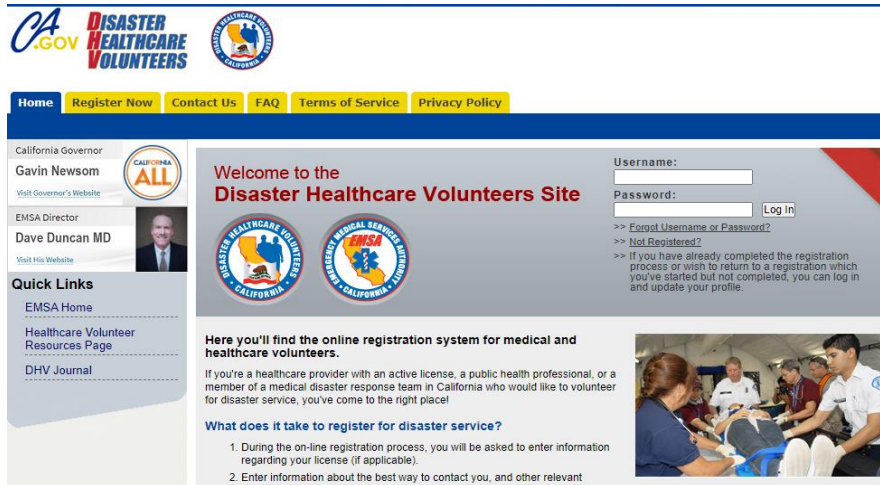 CA
.GOV
DISASTER
HEALTHCARE
VOLUNTEERS
DISASTER HEALTHCARE VOLUNTEERS
CALIFORNIA
Home
Register Now
Contact Us
FAQ
Terms of Service
Privacy Policy
California Governor
Gavin Newsom
Visit Governor's Website
CALIFORNIA
ALL
EMSA Director
Dave Duncan MD
Visit His Website
Quick Links
EMSA Home
Healthcare Volunteer
Resources Page
DHV Journal
Welcome to the
Disaster Healthcare Volunteers Site
DISASTER HEALTHCARE VOLUNTEERS
CALIFORNIA
EMERGENCY MEDICAL SERVICES AUTHORITY
EMSA
CALIFORNIA
Username:
Password:
Log In
>> Forgot Username or Password?
>> Not Registered?
>> If you have already completed the registration
process or wish to return to a registration which
you've started but not completed, you can log in
and update your profile.
Here you'll find the online registration system for medical and
healthcare volunteers.
If you're a healthcare provider with an active license, a public health professional, or a
member of a medical disaster response team in California who would like to volunteer
for disaster service, you've come to the right place!
What does it take to register for disaster service?
1. During the on-line registration process, you will be asked to enter information
regarding your license (if applicable).
2. Enter information about the best way to contact you, and other relevant